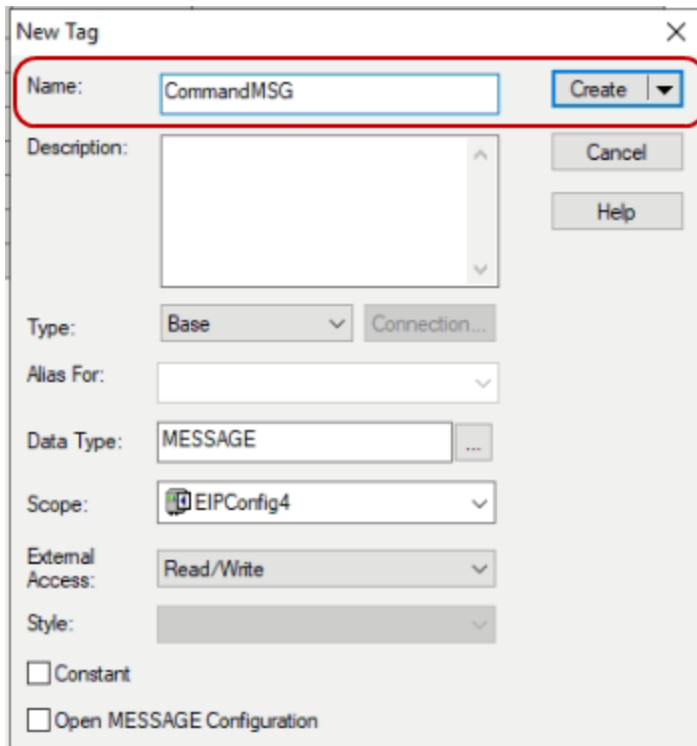 New Tag
Name: CommandMSG Create
Description: Cancel
Help
Type: Base Connection...
Alias For:
Data Type: MESSAGE ...
Scope: EIPConfig4
External
Access: Read/Write
Style:
Constant
Open MESSAGE Configuration